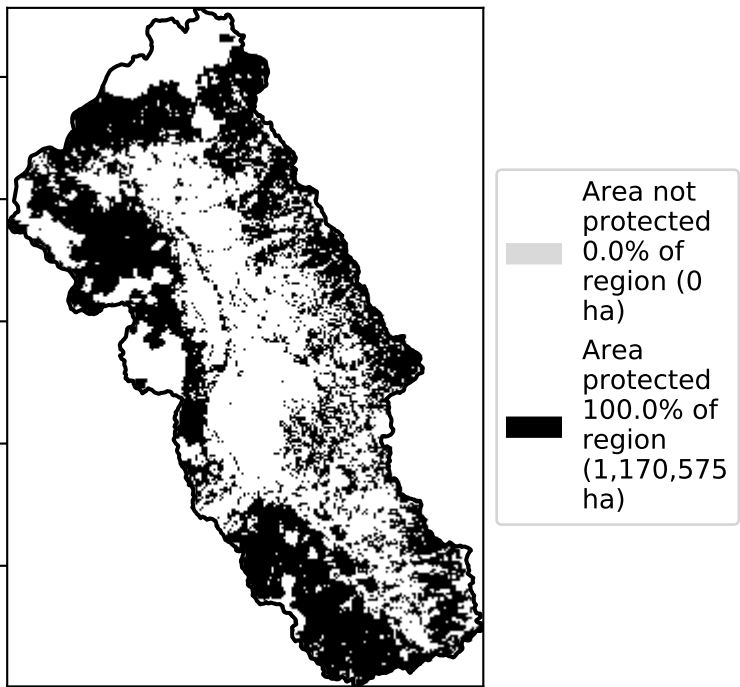 Area not
protected
0.0% of
region (0
ha)
Area
protected
100.0% of
region
(1,170,575
ha)